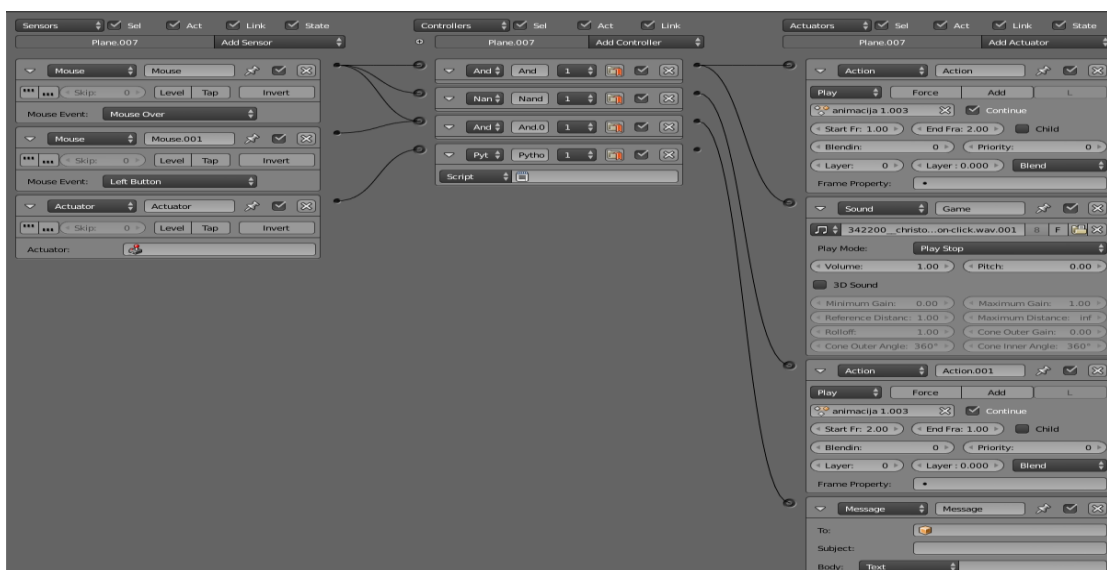 Sensors Sel Act Link State
Plane.007 Add Sensor
Mouse Mouse
Skip: 0 Level Tap Invert
Mouse Event: Mouse Over
Mouse Mouse.001
Skip: 0 Level Tap Invert
Mouse Event: Left Button
Actuator Actuator
Skip: 0 Level Tap Invert
Actuator:
Controllers Sel Act Link
Plane.007 Add Controller
And And 1
Nan Nand 1
And And.0 1
Pyt Pytho 1
Script
Actuators Sel Act Link State
Plane.007 Add Actuator
Action Action
Play Force Add L
animacija 1.003 Continue
Start Fr: 1.00 End Fra: 2.00 Child
Blendin: 0 Priority: 0
Layer: 0 Layer : 0.000 Blend
Frame Property:
Sound Game
342200__christo...on-click.wav.001 8 F
Play Mode: Play Stop
Volume: 1.00 Pitch: 0.00
3D Sound
Minimum Gain: 0.00 Maximum Gain: 1.00
Reference Distanc: 1.00 Maximum Distance: inf
Rolloff: 1.00 Cone Outer Gain: 0.00
Cone Outer Angle: 360° Cone Inner Angle: 360°
Action Action.001
Play Force Add L
animacija 1.003 Continue
Start Fr: 2.00 End Fra: 1.00 Child
Blendin: 0 Priority: 0
Layer: 0 Layer : 0.000 Blend
Frame Property:
Message Message
To:
Subject:
Body: Text